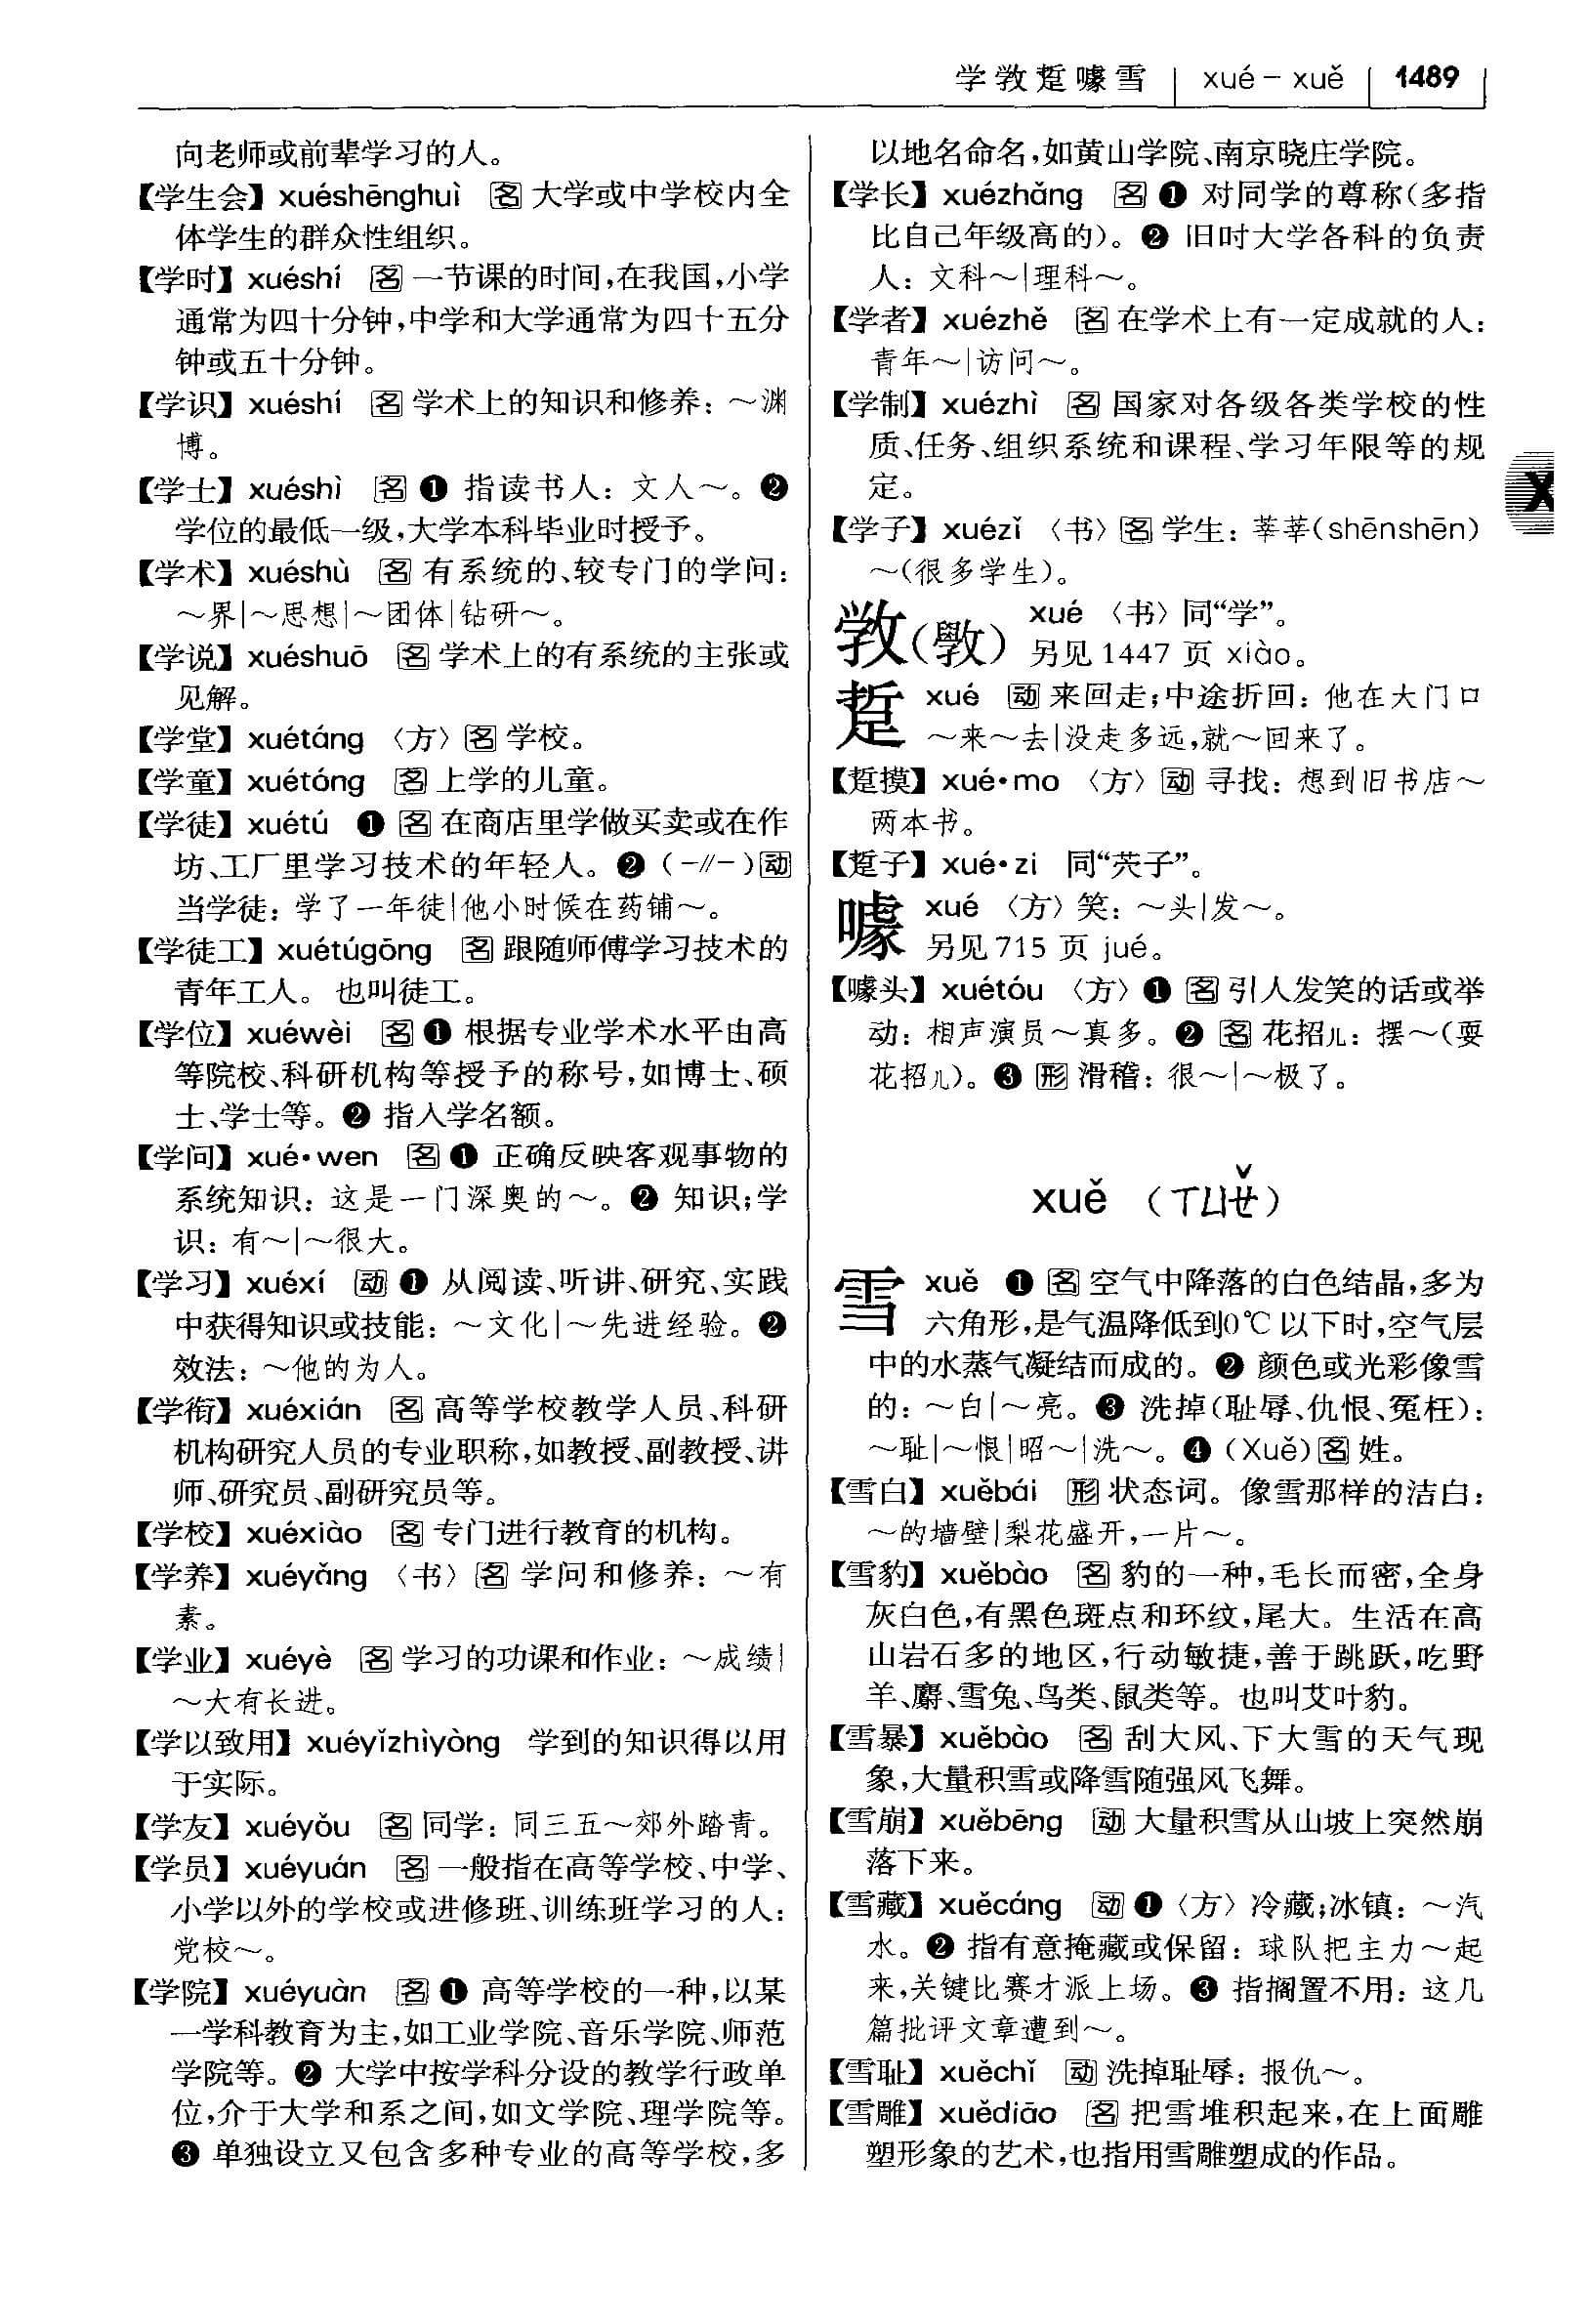 学敩踅噱雪 xué－xuě 1489
向老师或前辈学习的人。
【学生会】 xuéshēnghuì 名 大学或中学校内全
体学生的群众性组织。
【学时】 xuéshí 名 一节课的时间,在我国,小学
通常为四十分钟,中学和大学通常为四十五分
钟或五十分钟。
【学识】 xuéshí 名 学术上的知识和修养：～渊
博。
【学士】 xuéshì 名 ❶ 指读书人：文人～。❷
学位的最低一级,大学本科毕业时授予。
【学术】 xuéshù 名 有系统的、较专门的学问：
～界|～思想|～团体|钻研～。
【学说】 xuéshuō 名 学术上的有系统的主张或
见解。
【学堂】 xuétáng 〈方〉 名 学校。
【学童】 xuétóng 名 上学的儿童。
【学徒】 xuétú ❶ 名 在商店里学做买卖或在作
坊、工厂里学习技术的年轻人。❷（-//-）动
当学徒：学了一年徒|他小时候在药铺～。
【学徒工】 xuétúgōng 名 跟随师傅学习技术的
青年工人。也叫徒工。
【学位】 xuéwèi 名 ❶ 根据专业学术水平由高
等院校、科研机构等授予的称号,如博士、硕
士、学士等。❷ 指入学名额。
【学问】 xué•wen 名 ❶ 正确反映客观事物的
系统知识：这是一门深奥的～。❷ 知识;学
识：有～|～很大。
【学习】 xuéxí 动 ❶ 从阅读、听讲、研究、实践
中获得知识或技能：～文化|～先进经验。❷
效法：～他的为人。
【学衔】 xuéxián 名 高等学校教学人员、科研
机构研究人员的专业职称,如教授、副教授、讲
师、研究员、副研究员等。
【学校】 xuéxiào 名 专门进行教育的机构。
【学养】 xuéyǎng 〈书〉 名 学问和修养：～有
素。
【学业】 xuéyè 名 学习的功课和作业：～成绩|
～大有长进。
【学以致用】 xuéyǐzhìyòng 学到的知识得以用
于实际。
【学友】 xuéyǒu 名 同学：同三五～郊外踏青。
【学员】 xuéyuán 名 一般指在高等学校、中学、
小学以外的学校或进修班、训练班学习的人：
党校～。
【学院】 xuéyuàn 名 ❶ 高等学校的一种,以某
一学科教育为主,如工业学院、音乐学院、师范
学院等。❷ 大学中按学科分设的教学行政单
位,介于大学和系之间,如文学院、理学院等。
❸ 单独设立又包含多种专业的高等学校,多
以地名命名,如黄山学院、南京晓庄学院。
【学长】 xuézhǎng 名 ❶ 对同学的尊称(多指
比自己年级高的)。❷ 旧时大学各科的负责
人：文科～|理科～。
【学者】 xuézhě 名 在学术上有一定成就的人：
青年～|访问～。
【学制】 xuézhì 名 国家对各级各类学校的性
质、任务、组织系统和课程、学习年限等的规
定。
【学子】 xuézǐ 〈书〉 名 学生：莘莘(shēnshēn)
～(很多学生)。
敩(斆) xué 〈书〉 同“学”。
另见 1447 页 xiào。
踅 xué 动 来回走;中途折回：他在大门口
～来～去|没走多远,就～回来了。
【踅摸】 xué•mo 〈方〉 动 寻找：想到旧书店～
两本书。
【踅子】 xué•zi 同“茓子”。
噱 xué 〈方〉 笑：～头|发～。
另见 715 页 jué。
【噱头】 xuétóu 〈方〉 ❶ 名 引人发笑的话或举
动：相声演员～真多。❷ 名 花招儿：摆～(耍
花招儿)。❸ 形 滑稽：很～|～极了。
xuě （ㄒㄩㄝˇ）
雪 xuě ❶ 名 空气中降落的白色结晶,多为
六角形,是气温降低到0℃以下时,空气层
中的水蒸气凝结而成的。❷ 颜色或光彩像雪
的：～白|～亮。❸ 洗掉(耻辱、仇恨、冤枉)：
～耻|～恨|昭～|洗～。❹（Xuě）名 姓。
【雪白】 xuěbái 形 状态词。像雪那样的洁白：
～的墙壁|梨花盛开,一片～。
【雪豹】 xuěbào 名 豹的一种,毛长而密,全身
灰白色,有黑色斑点和环纹,尾大。生活在高
山岩石多的地区,行动敏捷,善于跳跃,吃野
羊、麝、雪兔、鸟类、鼠类等。也叫艾叶豹。
【雪暴】 xuěbào 名 刮大风、下大雪的天气现
象,大量积雪或降雪随强风飞舞。
【雪崩】 xuěbēng 动 大量积雪从山坡上突然崩
落下来。
【雪藏】 xuěcáng 动 ❶〈方〉 冷藏;冰镇：～汽
水。❷ 指有意掩藏或保留：球队把主力～起
来,关键比赛才派上场。❸ 指搁置不用：这几
篇批评文章遭到～。
【雪耻】 xuěchǐ 动 洗掉耻辱：报仇～。
【雪雕】 xuědiāo 名 把雪堆积起来,在上面雕
塑形象的艺术,也指用雪雕塑成的作品。
X